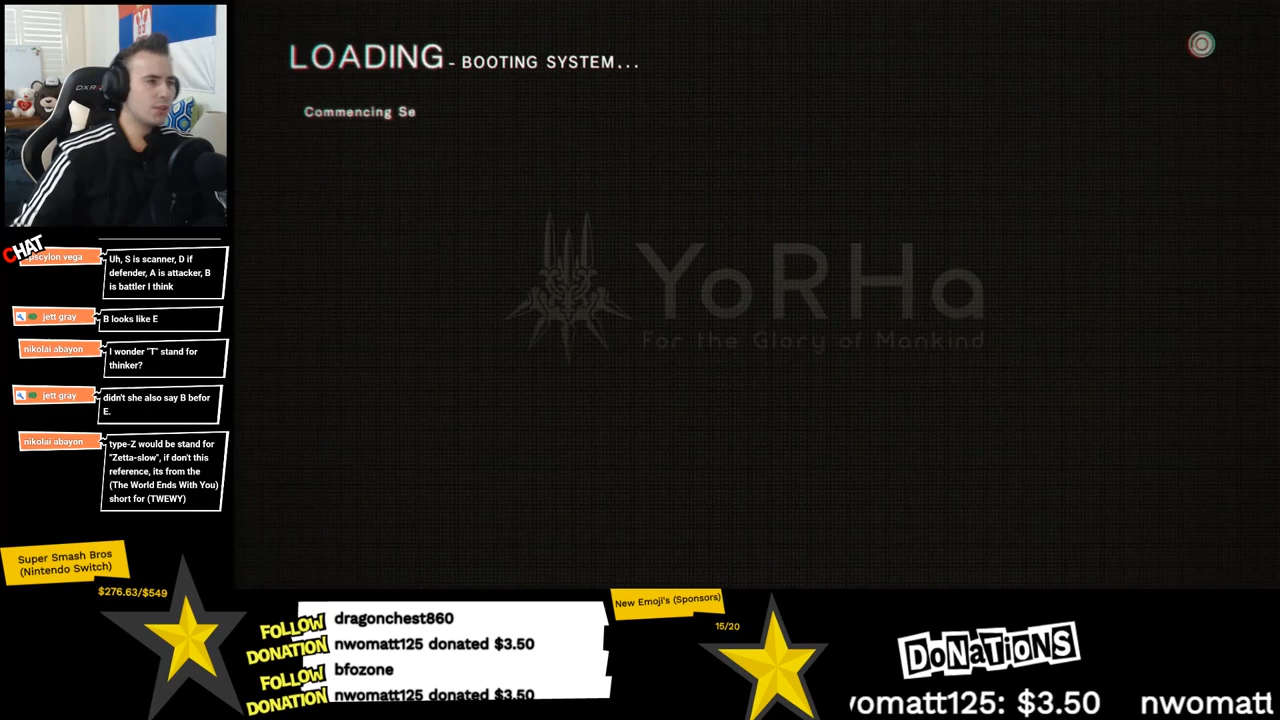 LOADING - BOOTING SYSTEM...
Commencing Se
YoRHa
For the Glory of Mankind
DXR
CHAT
pscylon vega
Uh, S is scanner, D if
defender, A is attacker, B
is battler I think
jett gray
B looks like E
nikolai abayon
I wonder "T" stand for
thinker?
jett gray
didn't she also say B befor
E.
nikolai abayon
type-Z would be stand for
"Zetta-slow", if don't this
reference, its from the
(The World Ends With You)
short for (TWEWY)
Super Smash Bros
(Nintendo Switch)
$276.63/$549
FOLLOW dragonchest860
DONATION nwomatt125 donated $3.50
FOLLOW bfozone
DONATION nwomatt125 donated $3.50
New Emoji's (Sponsors)
15/20
DONATIONS
womatt125: $3.50 nwomatt